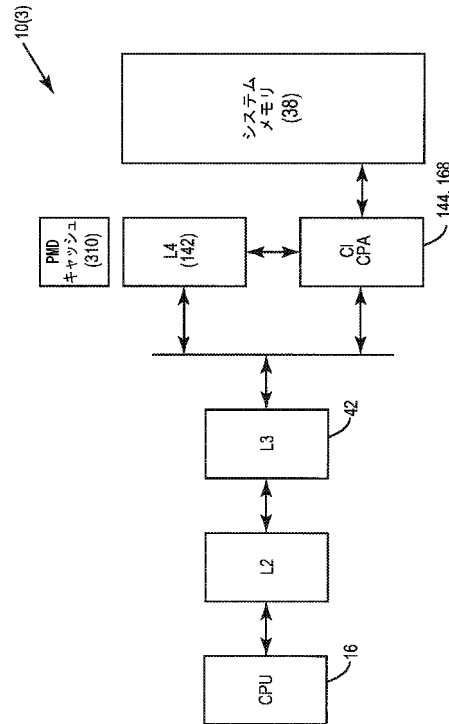 10(3)
PMD
キャッシュ
(310)
L4
(142)
システム
メモリ
(38)
CI
CPA
144, 168
L3
42
L2
CPU
16